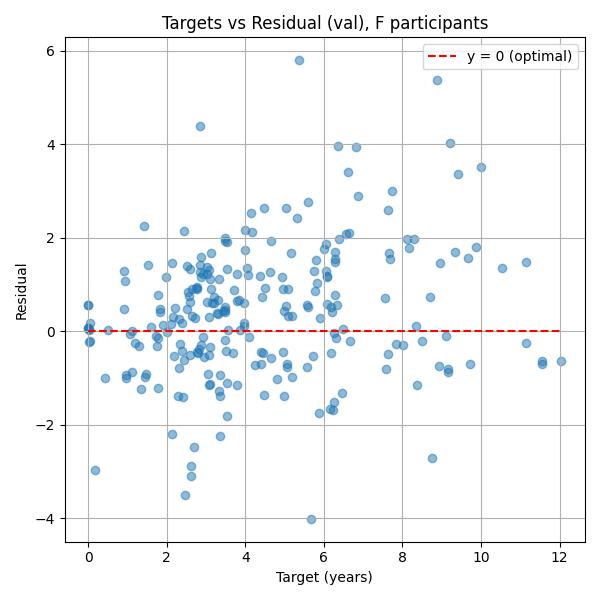 Targets vs Residual (val), F participants
y = 0 (optimal)
6
4
2
0
−2
−4
Residual
0 2 4 6 8 10 12
Target (years)